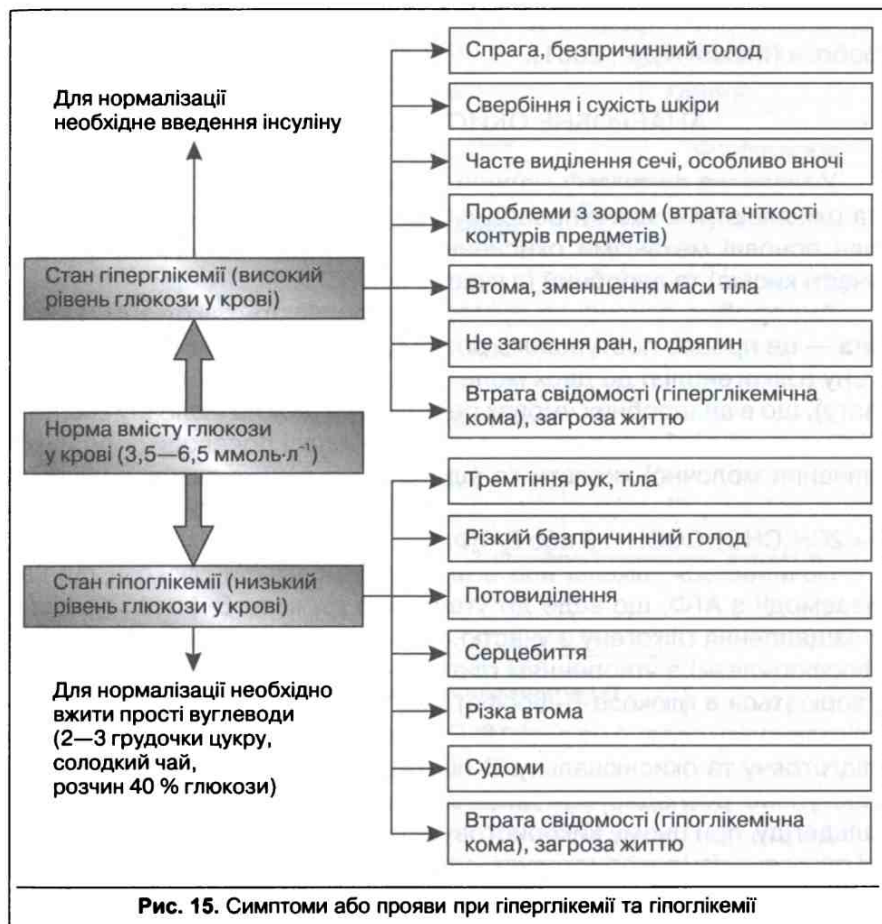 Для нормалізації
необхідне введення інсуліну
Стан гіперглікемії (високий
рівень глюкози у крові)
Норма вмісту глюкози
у крові (3,5—6,5 ммоль·л⁻¹)
Стан гіпоглікемії (низький
рівень глюкози у крові)
Для нормалізації необхідно
вжити прості вуглеводи
(2—3 грудочки цукру,
солодкий чай,
розчин 40 % глюкози)
Спрага, безпричинний голод
Свербіння і сухість шкіри
Часте виділення сечі, особливо вночі
Проблеми з зором (втрата чіткості
контурів предметів)
Втома, зменшення маси тіла
Не загоєння ран, подряпин
Втрата свідомості (гіперглікемічна
кома), загроза життю
Тремтіння рук, тіла
Різкий безпричинний голод
Потовиділення
Серцебиття
Різка втома
Судоми
Втрата свідомості (гіпоглікемічна
кома), загроза життю
Рис. 15. Симптоми або прояви при гіперглікемії та гіпоглікемії